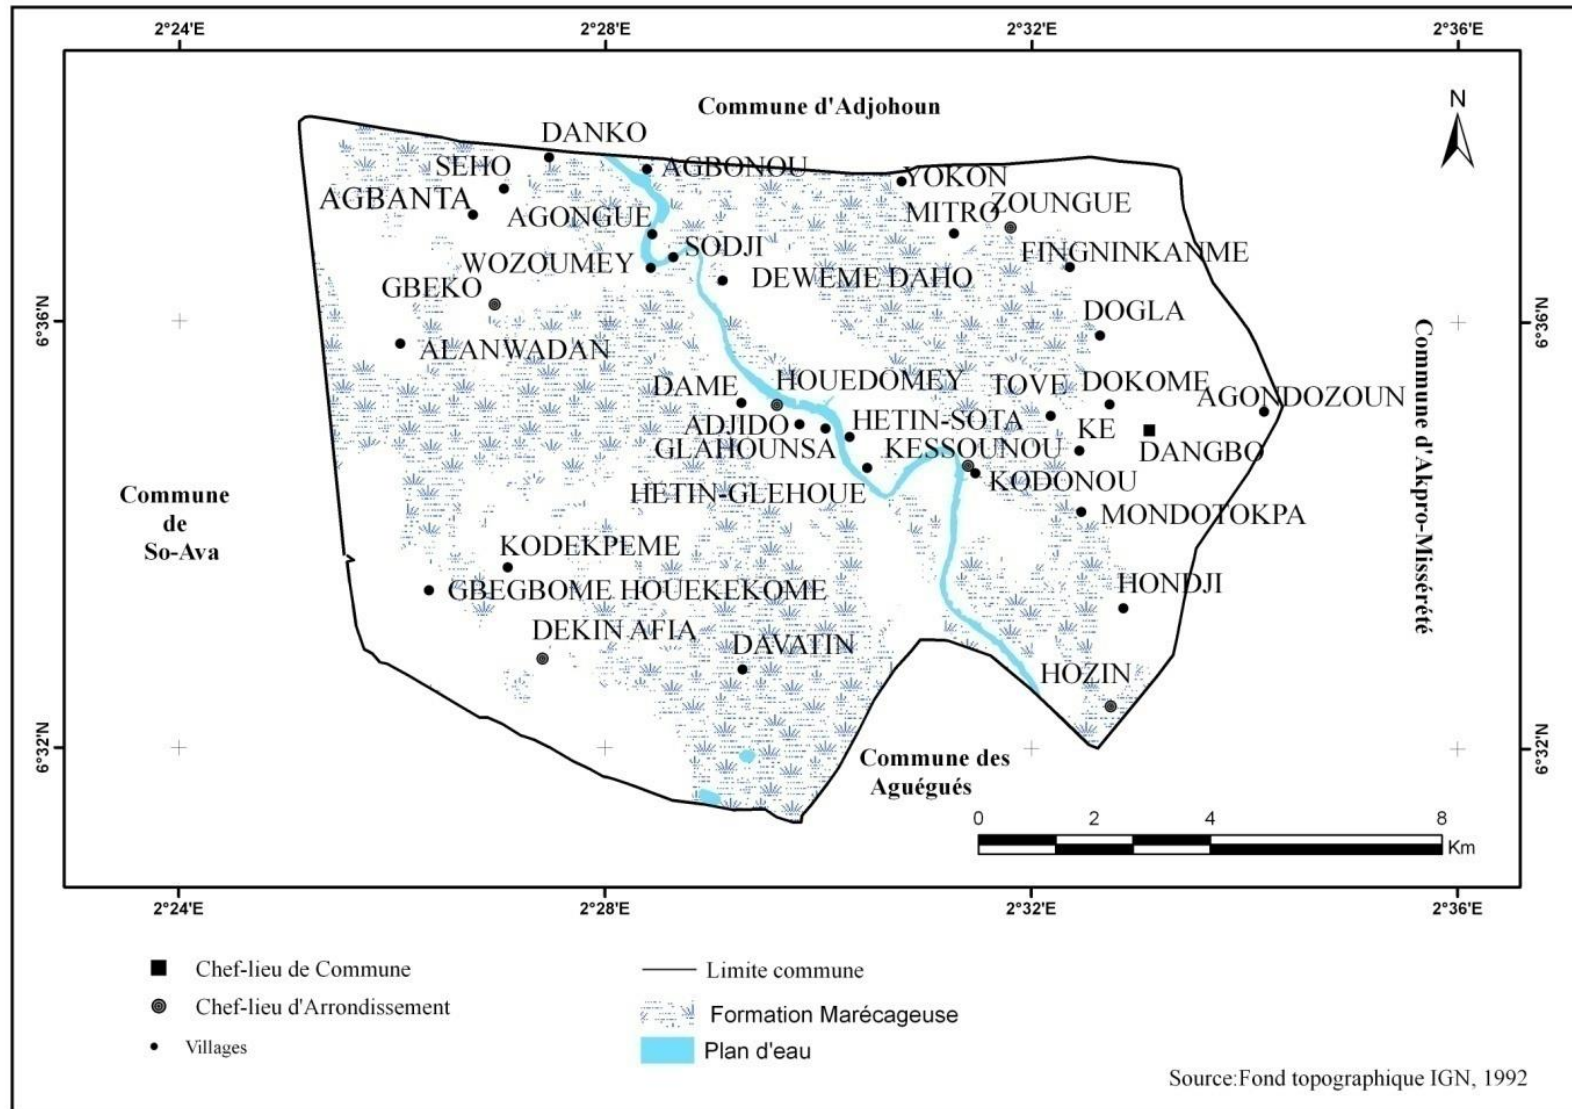 2°24'E
2°28'E
2°32'E
2°36'E
N
Commune d'Adjohoun
DANKO
SEHO
AGBONOU
AGBANTA
YOKON
AGONGUE
MITRO
ZOUNGUE
SODJI
FINGNINKANME
WOZOUMEY
DEWEME DAHO
GBEKO
6°36'N
DOGLA
6°36'N
ALANWADAN
DAME
HOUEDOMEY
TOVE
DOKOME
AGONDOZOUN
ADJIDO
HETIN-SOTA
KE
GLAHOUNSA
KESSOUNOU
DANGBO
HETIN-GLEHOUE
KODONOU
MONDOTOKPA
Commune
de
So-Ava
Commune d'Akpro-Missérété
KODEKPEME
GBEGBOME HOUEKEKOME
HONDJI
DEKIN AFIA
DAVATIN
HOZIN
6°32'N
6°32'N
Commune des
Aguégués
0 2 4 8
Km
2°24'E
2°28'E
2°32'E
2°36'E
Chef-lieu de Commune
Limite commune
Chef-lieu d'Arrondissement
Formation Marécageuse
Villages
Plan d'eau
Source:Fond topographique IGN, 1992